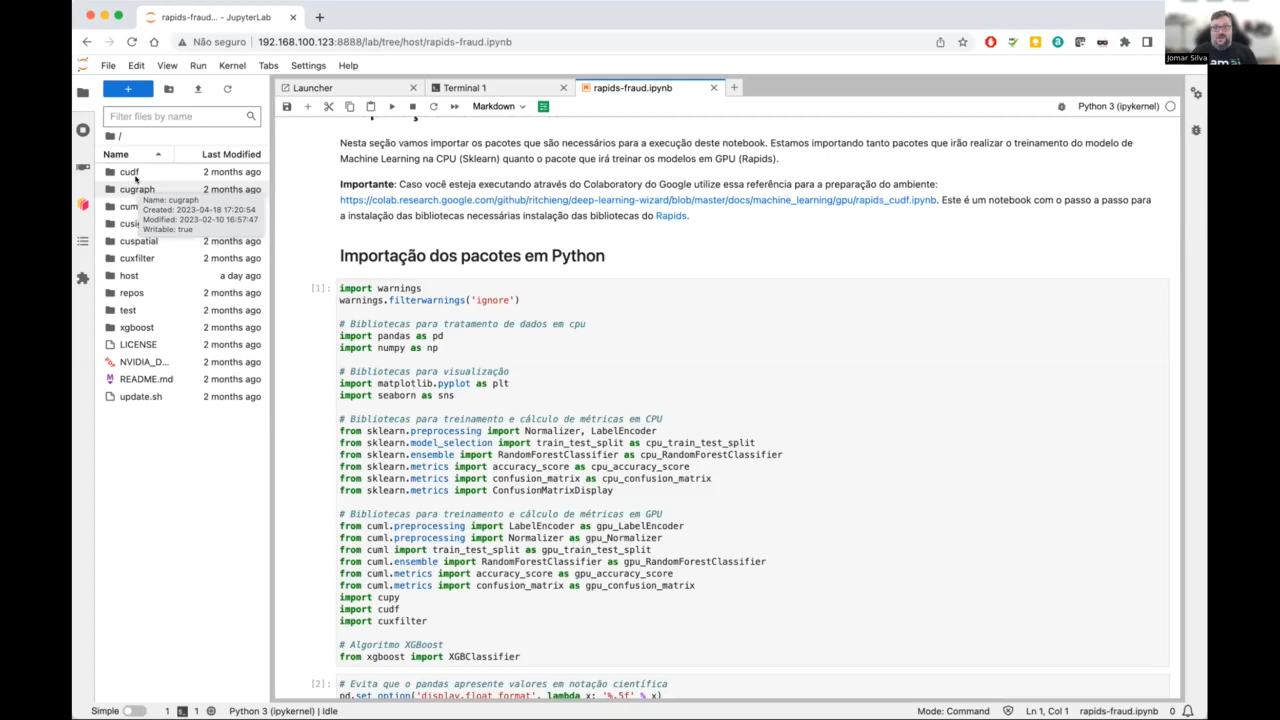 rapids-fraud... - JupyterLab
Não seguro
192.168.100.123:8888/lab/tree/host/rapids-fraud.ipynb
Jomar Silva
File Edit View Run Kernel Tabs Settings Help
Launcher
Terminal 1
rapids-fraud.ipynb
Markdown
Python 3 (ipykernel)
Filter files by name
/
Name Last Modified
cudf 2 months ago
cugraph 2 months ago
cum
cusi
Name: cugraph
Created: 2023-04-18 17:20:54
Modified: 2023-02-10 16:57:47
Writable: true
cuspatial 2 months ago
cuxfilter 2 months ago
host a day ago
repos 2 months ago
test 2 months ago
xgboost 2 months ago
LICENSE 2 months ago
NVIDIA_D... 2 months ago
README.md 2 months ago
update.sh 2 months ago
Nesta seção vamos importar os pacotes que são necessários para a execução deste notebook. Estamos importando tanto pacotes que irão realizar o treinamento do modelo de
Machine Learning na CPU (Sklearn) quanto o pacote que irá treinar os modelos em GPU (Rapids).
Importante: Caso você esteja executando através do Colaboratory do Google utilize essa referência para a preparação do ambiente:
https://colab.research.google.com/github/ritchieng/deep-learning-wizard/blob/master/docs/machine_learning/gpu/rapids_cudf.ipynb. Este é um notebook com o passo a passo para
a instalação das bibliotecas necessárias instalação das bibliotecas do Rapids.
Importação dos pacotes em Python
[1]:
import warnings
warnings.filterwarnings('ignore')
# Bibliotecas para tratamento de dados em cpu
import pandas as pd
import numpy as np
# Bibliotecas para visualização
import matplotlib.pyplot as plt
import seaborn as sns
# Bibliotecas para treinamento e cálculo de métricas em CPU
from sklearn.preprocessing import Normalizer, LabelEncoder
from sklearn.model_selection import train_test_split as cpu_train_test_split
from sklearn.ensemble import RandomForestClassifier as cpu_RandomForestClassifier
from sklearn.metrics import accuracy_score as cpu_accuracy_score
from sklearn.metrics import confusion_matrix as cpu_confusion_matrix
from sklearn.metrics import ConfusionMatrixDisplay
# Bibliotecas para treinamento e cálculo de métricas em GPU
from cuml.preprocessing import LabelEncoder as gpu_LabelEncoder
from cuml.preprocessing import Normalizer as gpu_Normalizer
from cuml import train_test_split as gpu_train_test_split
from cuml.ensemble import RandomForestClassifier as gpu_RandomForestClassifier
from cuml.metrics import accuracy_score as gpu_accuracy_score
from cuml.metrics import confusion_matrix as gpu_confusion_matrix
import cupy
import cudf
import cuxfilter
# Algoritmo XGBoost
from xgboost import XGBClassifier
[2]:
# Evita que o pandas apresente valores em notação científica
pd.set_option('display.float_format', lambda x: '%.5f' % x)
Simple 1 1 Python 3 (ipykernel) | Idle
Mode: Command Ln 1, Col 1 rapids-fraud.ipynb 0